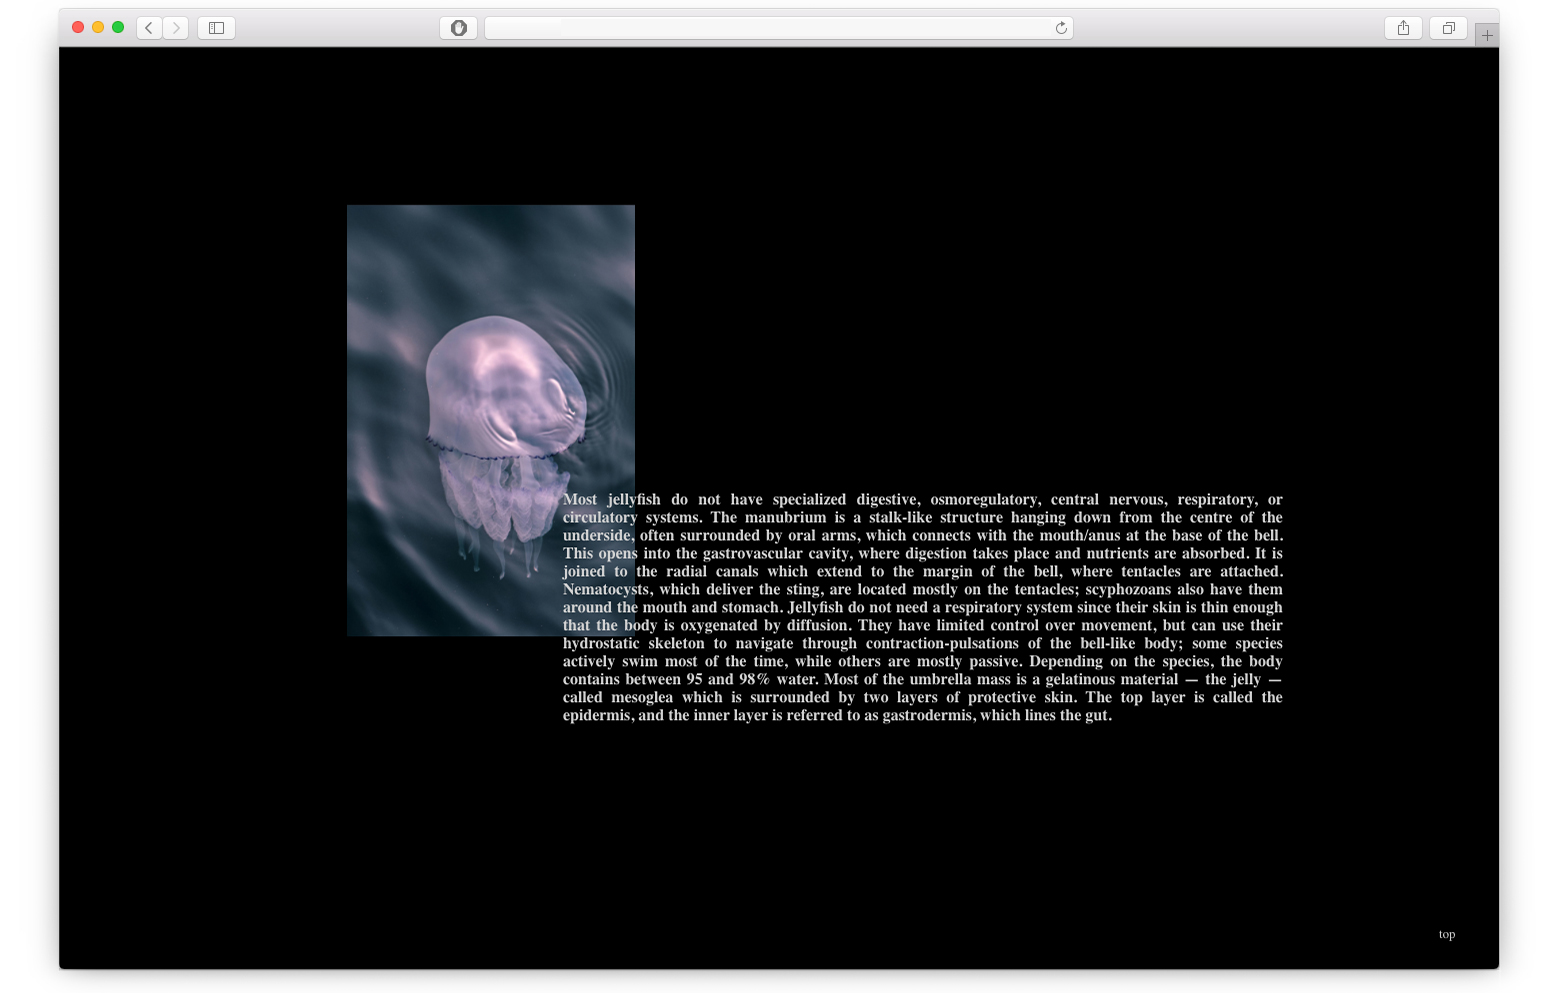 Most jellyfish do not have specialized digestive, osmoregulatory, central nervous, respiratory, or
circulatory systems. The manubrium is a stalk-like structure hanging down from the centre of the
underside, often surrounded by oral arms, which connects with the mouth/anus at the base of the bell.
This opens into the gastrovascular cavity, where digestion takes place and nutrients are absorbed. It is
joined to the radial canals which extend to the margin of the bell, where tentacles are attached.
Nematocysts, which deliver the sting, are located mostly on the tentacles; scyphozoans also have them
around the mouth and stomach. Jellyfish do not need a respiratory system since their skin is thin enough
that the body is oxygenated by diffusion. They have limited control over movement, but can use their
hydrostatic skeleton to navigate through contraction-pulsations of the bell-like body; some species
actively swim most of the time, while others are mostly passive. Depending on the species, the body
contains between 95 and 98% water. Most of the umbrella mass is a gelatinous material — the jelly —
called mesoglea which is surrounded by two layers of protective skin. The top layer is called the
epidermis, and the inner layer is referred to as gastrodermis, which lines the gut.
top